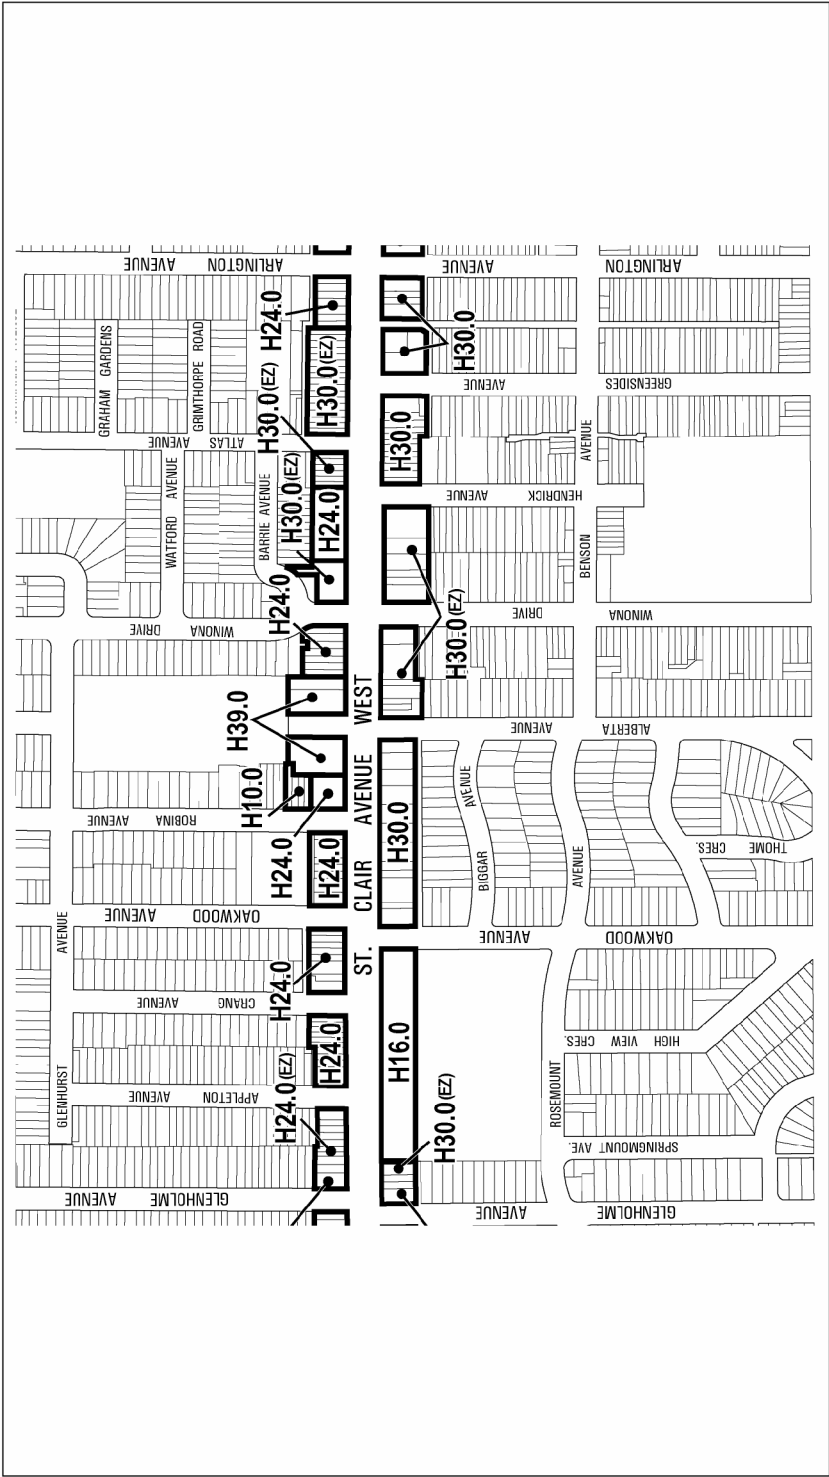 ARLINGTON AVENUE
AVENUE
ARLINGTON
H24.0
H30.0
GRAHAM GARDENS
GRIMTHORPE ROAD
H30.0(EZ)
H30.0(EZ)
AVENUE
GREENSIDES
ATLAS AVENUE
H30.0
AVENUE
WATFORD AVENUE
BARRIE AVENUE
H30.0(EZ)
H24.0
AVENUE
HENDRICK
BENSON
H24.0
WINONA DRIVE
DRIVE
WINONA
H30.0(EZ)
H39.0
WEST
AVENUE
ALBERTA
H10.0
AVENUE
H30.0
AVENUE
BIGGAR
AVENUE
THOME CRES.
ROBINA AVENUE
H24.0
H24.0
CLAIR
OAKWOOD AVENUE
AVENUE
OAKWOOD
AVENUE
GLENHURST
ST.
H24.0
CRANG AVENUE
H24.0
H16.0
HIGH VIEW CRES.
ROSEMOUNT
APPLETON AVENUE
H24.0(EZ)
H30.0(EZ)
SPRINGMOUNT AVE.
GLENHOLME AVENUE
AVENUE
GLENHOLME